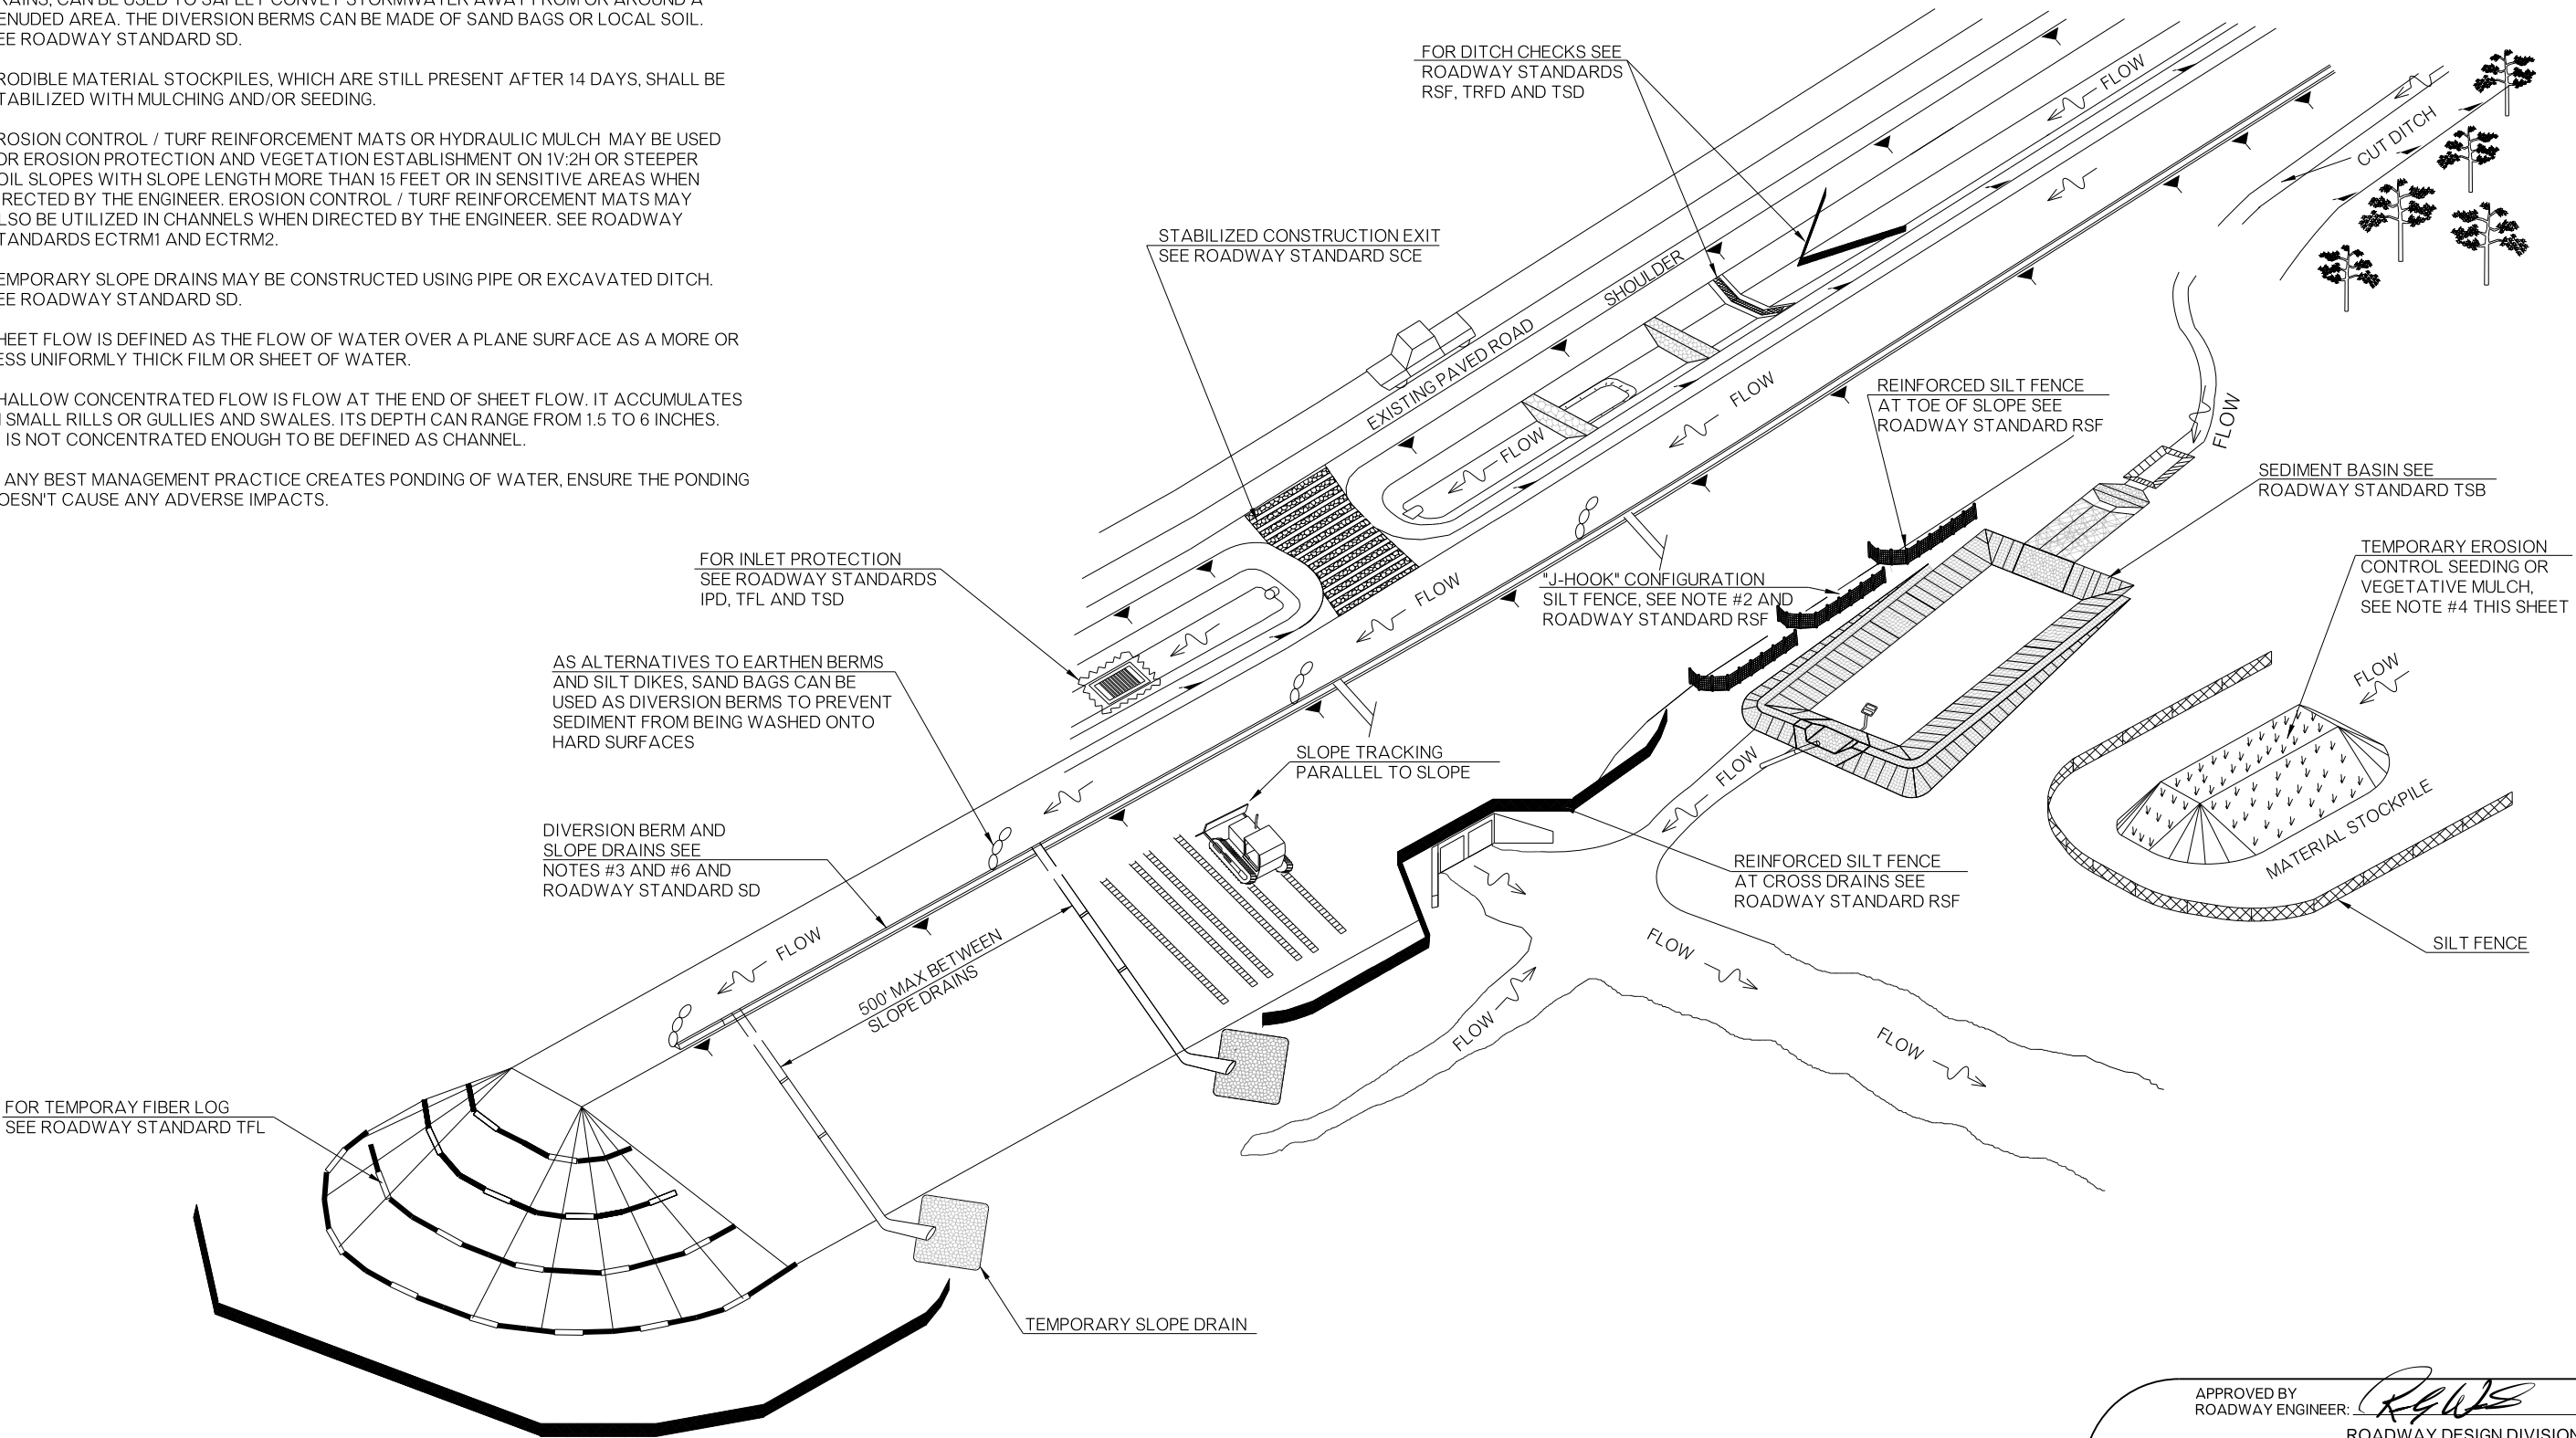 RAINS, CAN BE USED TO SAFELY CONVEY STORMWATER AWAY FROM OR AROUND A
ENUDED AREA. THE DIVERSION BERMS CAN BE MADE OF SAND BAGS OR LOCAL SOIL.
EE ROADWAY STANDARD SD.
RODIBLE MATERIAL STOCKPILES, WHICH ARE STILL PRESENT AFTER 14 DAYS, SHALL BE
TABILIZED WITH MULCHING AND/OR SEEDING.
ROSION CONTROL / TURF REINFORCEMENT MATS OR HYDRAULIC MULCH MAY BE USED
OR EROSION PROTECTION AND VEGETATION ESTABLISHMENT ON 1V:2H OR STEEPER
OIL SLOPES WITH SLOPE LENGTH MORE THAN 15 FEET OR IN SENSITIVE AREAS WHEN
IRECTED BY THE ENGINEER. EROSION CONTROL / TURF REINFORCEMENT MATS MAY
LSO BE UTILIZED IN CHANNELS WHEN DIRECTED BY THE ENGINEER. SEE ROADWAY
TANDARDS ECTRM1 AND ECTRM2.
EMPORARY SLOPE DRAINS MAY BE CONSTRUCTED USING PIPE OR EXCAVATED DITCH.
EE ROADWAY STANDARD SD.
HEET FLOW IS DEFINED AS THE FLOW OF WATER OVER A PLANE SURFACE AS A MORE OR
ESS UNIFORMLY THICK FILM OR SHEET OF WATER.
HALLOW CONCENTRATED FLOW IS FLOW AT THE END OF SHEET FLOW. IT ACCUMULATES
SMALL RILLS OR GULLIES AND SWALES. ITS DEPTH CAN RANGE FROM 1.5 TO 6 INCHES.
IS NOT CONCENTRATED ENOUGH TO BE DEFINED AS CHANNEL.
ANY BEST MANAGEMENT PRACTICE CREATES PONDING OF WATER, ENSURE THE PONDING
OESN'T CAUSE ANY ADVERSE IMPACTS.
FOR DITCH CHECKS SEE
ROADWAY STANDARDS
RSF, TRFD AND TSD
FLOW
CUT DITCH
STABILIZED CONSTRUCTION EXIT
SEE ROADWAY STANDARD SCE
SHOULDER
EXISTING PAVED ROAD
FLOW
FLOW
REINFORCED SILT FENCE
AT TOE OF SLOPE SEE
ROADWAY STANDARD RSF
FLOW
SEDIMENT BASIN SEE
ROADWAY STANDARD TSB
FOR INLET PROTECTION
SEE ROADWAY STANDARDS
IPD, TFL AND TSD
FLOW
"J-HOOK" CONFIGURATION
SILT FENCE, SEE NOTE #2 AND
ROADWAY STANDARD RSF
TEMPORARY EROSION
CONTROL SEEDING OR
VEGETATIVE MULCH,
SEE NOTE #4 THIS SHEET
AS ALTERNATIVES TO EARTHEN BERMS
AND SILT DIKES, SAND BAGS CAN BE
USED AS DIVERSION BERMS TO PREVENT
SEDIMENT FROM BEING WASHED ONTO
HARD SURFACES
FLOW
SLOPE TRACKING
PARALLEL TO SLOPE
FLOW
MATERIAL STOCKPILE
DIVERSION BERM AND
SLOPE DRAINS SEE
NOTES #3 AND #6 AND
ROADWAY STANDARD SD
REINFORCED SILT FENCE
AT CROSS DRAINS SEE
ROADWAY STANDARD RSF
SILT FENCE
FLOW
500' MAX BETWEEN
SLOPE DRAINS
FLOW
FLOW
FLOW
FOR TEMPORAY FIBER LOG
SEE ROADWAY STANDARD TFL
TEMPORARY SLOPE DRAIN
APPROVED BY
ROADWAY ENGINEER:
ROADWAY DESIGN DIVISION